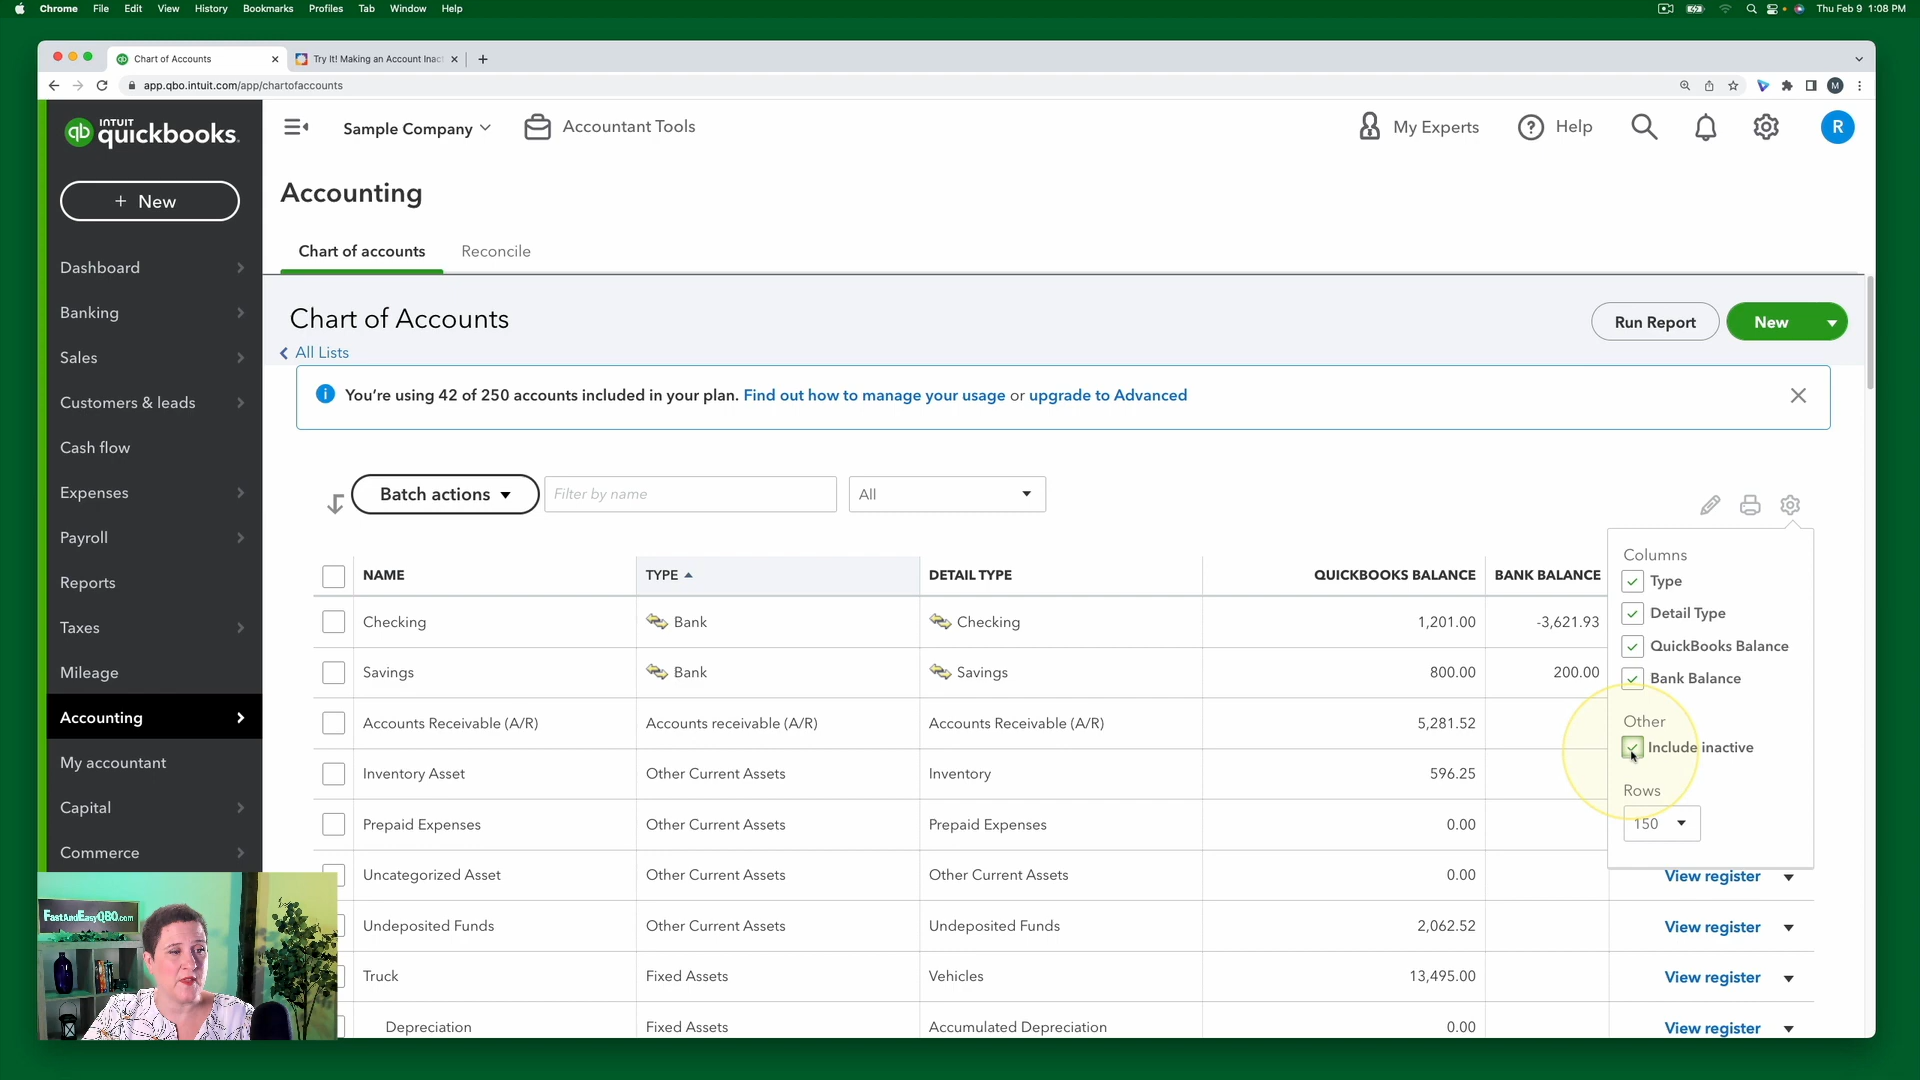 Chrome File Edit View History Bookmarks Profiles Tab Window Help
Thu Feb 9 1:08 PM
Chart of Accounts
Try It! Making an Account Inac
app.qbo.intuit.com/app/chartofaccounts
M
INTUIT
quickbooks.
qb
Sample Company
Accountant Tools
My Experts
Help
R
+ New
Dashboard
Banking
Sales
Customers & leads
Cash flow
Expenses
Payroll
Reports
Taxes
Mileage
Accounting
My accountant
Capital
Commerce
Accounting
Chart of accounts
Reconcile
Chart of Accounts
All Lists
Run Report
New
You're using 42 of 250 accounts included in your plan. Find out how to manage your usage or upgrade to Advanced
Batch actions
Filter by name
All
NAME TYPE DETAIL TYPE QUICKBOOKS BALANCE BANK BALANCE
Checking Bank Checking 1,201.00 -3,621.93
Savings Bank Savings 800.00 200.00
Accounts Receivable (A/R) Accounts receivable (A/R) Accounts Receivable (A/R) 5,281.52
Inventory Asset Other Current Assets Inventory 596.25
Prepaid Expenses Other Current Assets Prepaid Expenses 0.00
Uncategorized Asset Other Current Assets Other Current Assets 0.00 View register
Undeposited Funds Other Current Assets Undeposited Funds 2,062.52 View register
Truck Fixed Assets Vehicles 13,495.00 View register
Depreciation Fixed Assets Accumulated Depreciation 0.00 View register
Columns
Type
Detail Type
QuickBooks Balance
Bank Balance
Other
Include inactive
Rows
150
FastAndEasyQBO.com